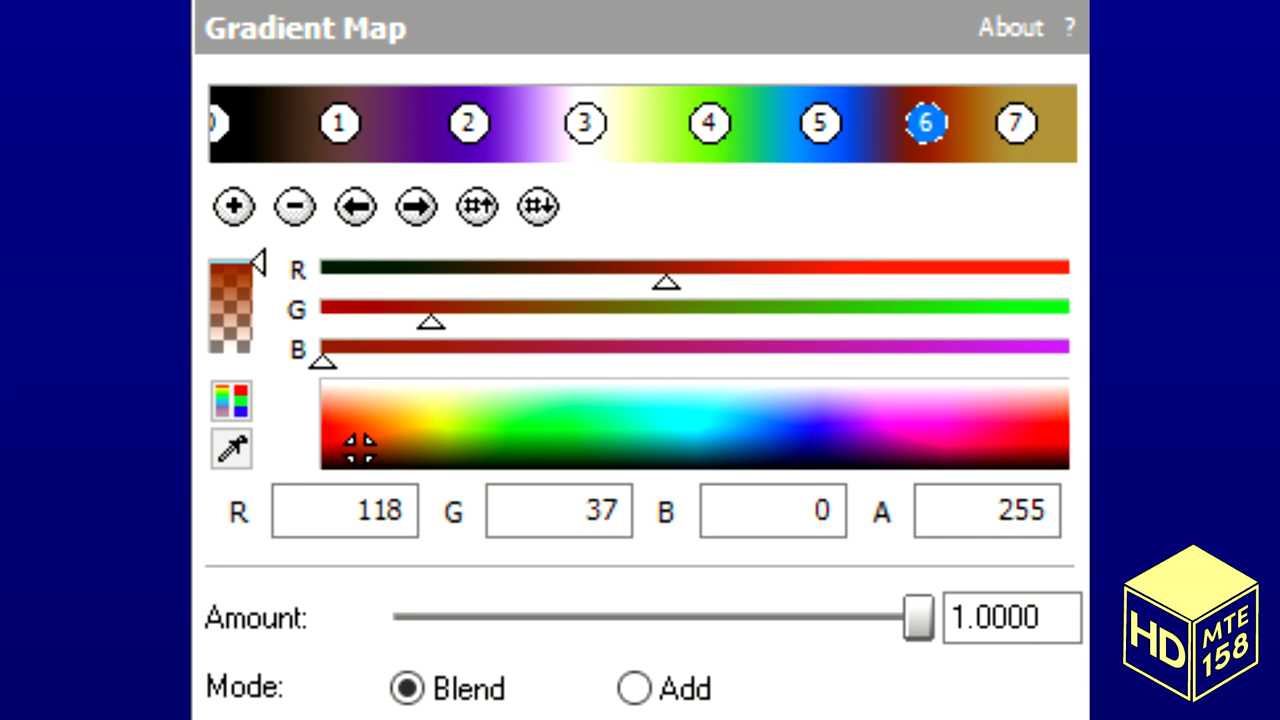 Gradient Map About ?
0 1 2 3 4 5 6 7
R
G
B
R 118 G 37 B 0 A 255
Amount: 1.0000
Mode: Blend Add
HD MTE 158